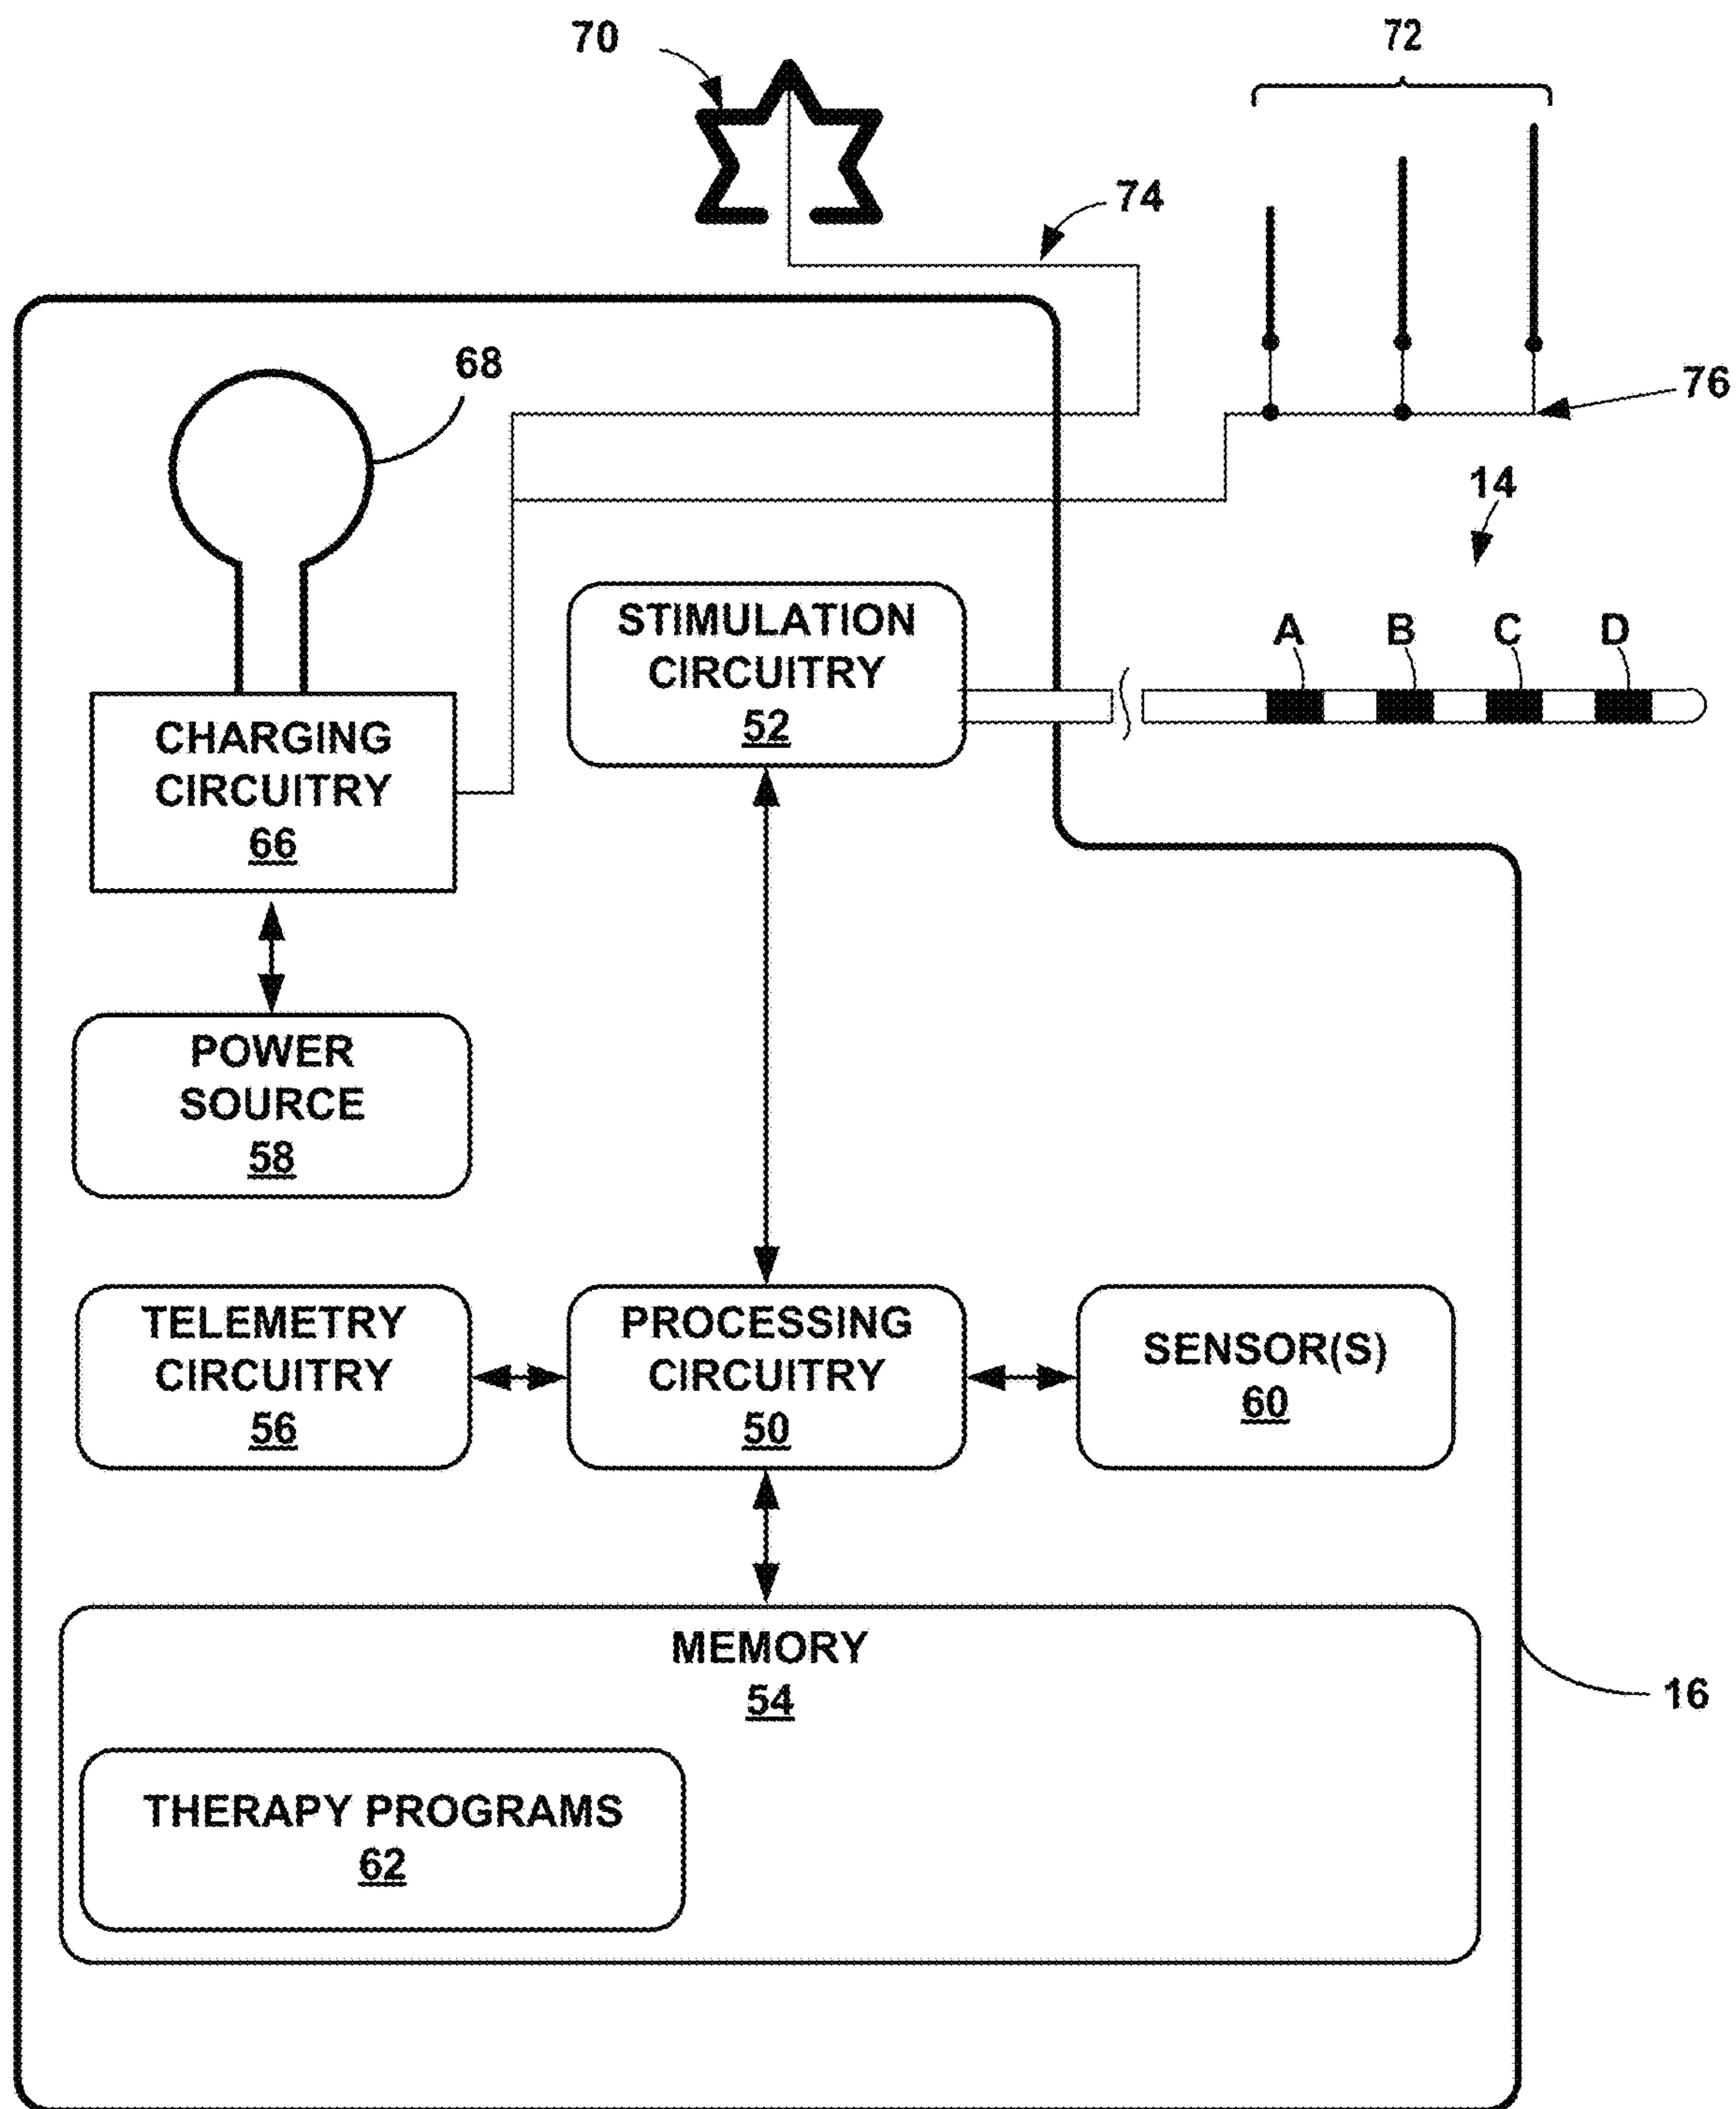 70
72
74
68
76
14
STIMULATION
CIRCUITRY
52
A B C D
CHARGING
CIRCUITRY
66
POWER
SOURCE
58
TELEMETRY
CIRCUITRY
56
PROCESSING
CIRCUITRY
50
SENSOR(S)
60
MEMORY
54
16
THERAPY PROGRAMS
62